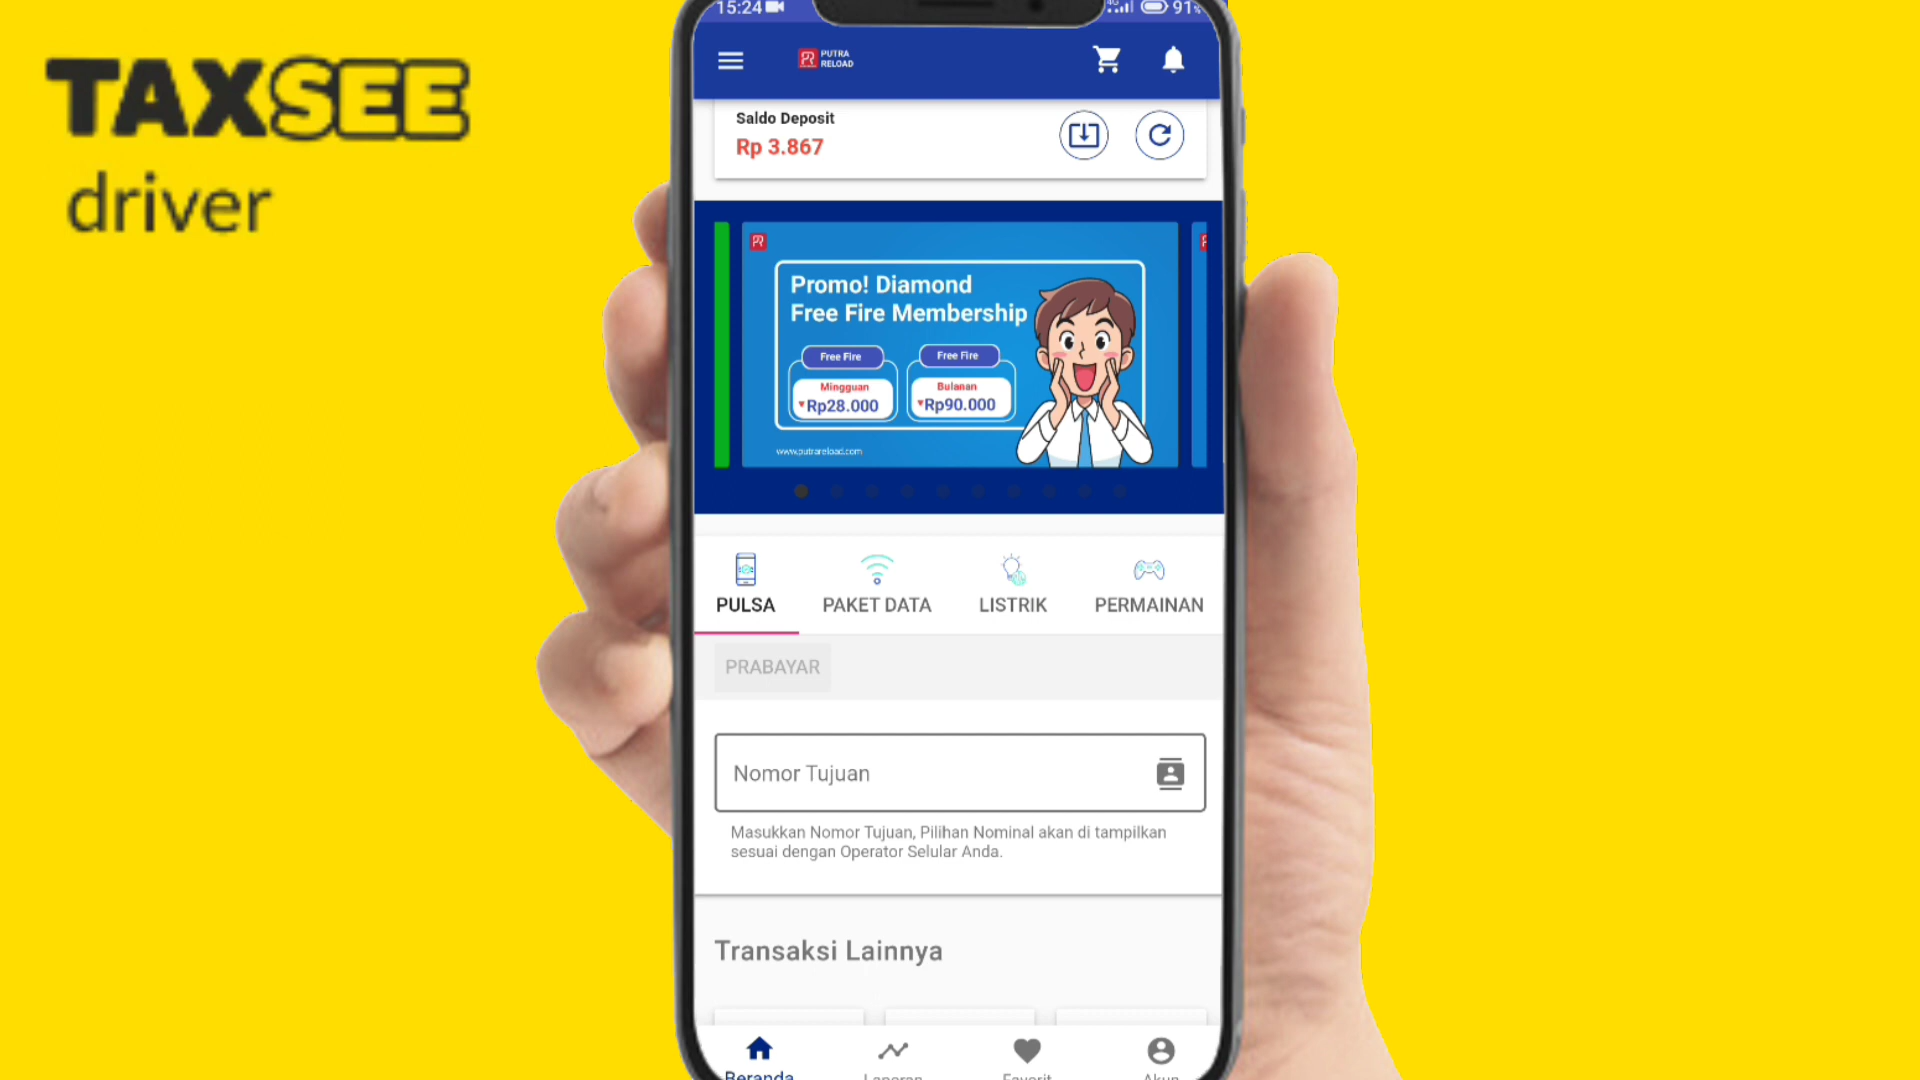 TAXSEE
driver
15:24
4G
91%
PR PUTRA
RELOAD
Saldo Deposit
Rp 3.867
PR
Promo! Diamond
Free Fire Membership
Free Fire
Free Fire
Mingguan
Bulanan
Rp28.000
Rp90.000
www.putrareload.com
PULSA
PAKET DATA
LISTRIK
PERMAINAN
PRABAYAR
Nomor Tujuan
Masukkan Nomor Tujuan, Pilihan Nominal akan di tampilkan
sesuai dengan Operator Selular Anda.
Transaksi Lainnya
Beranda
Laporan
Favorit
Akun